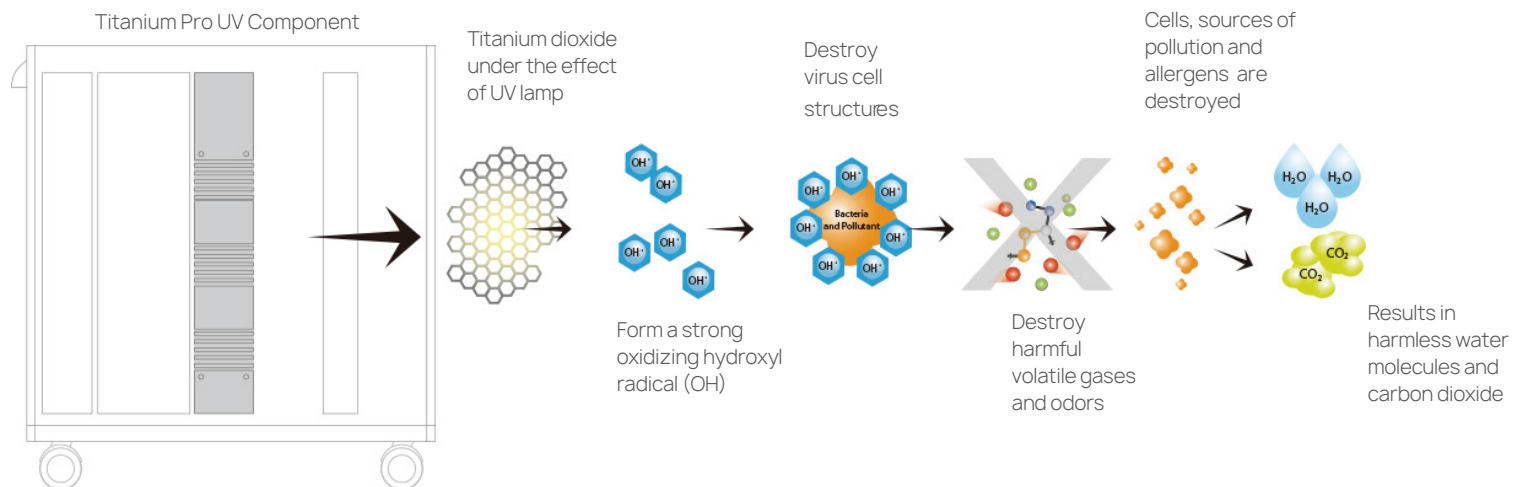 Titanium Pro UV Component
Titanium dioxide
under the effect
of UV lamp
Destroy
virus cell
structures
Cells, sources of
pollution and
allergens are
destroyed
OH⁺
OH⁺
OH⁺
OH⁺
OH⁺
OH⁺
OH⁺
OH⁺
OH⁺
OH⁺
OH⁺
OH⁺
Bacteria
and Pollutant
H₂O
H₂O
H₂O
CO₂
CO₂
Form a strong
oxidizing hydroxyl
radical (OH)
Destroy
harmful
volatile gases
and odors
Results in
harmless water
molecules and
carbon dioxide